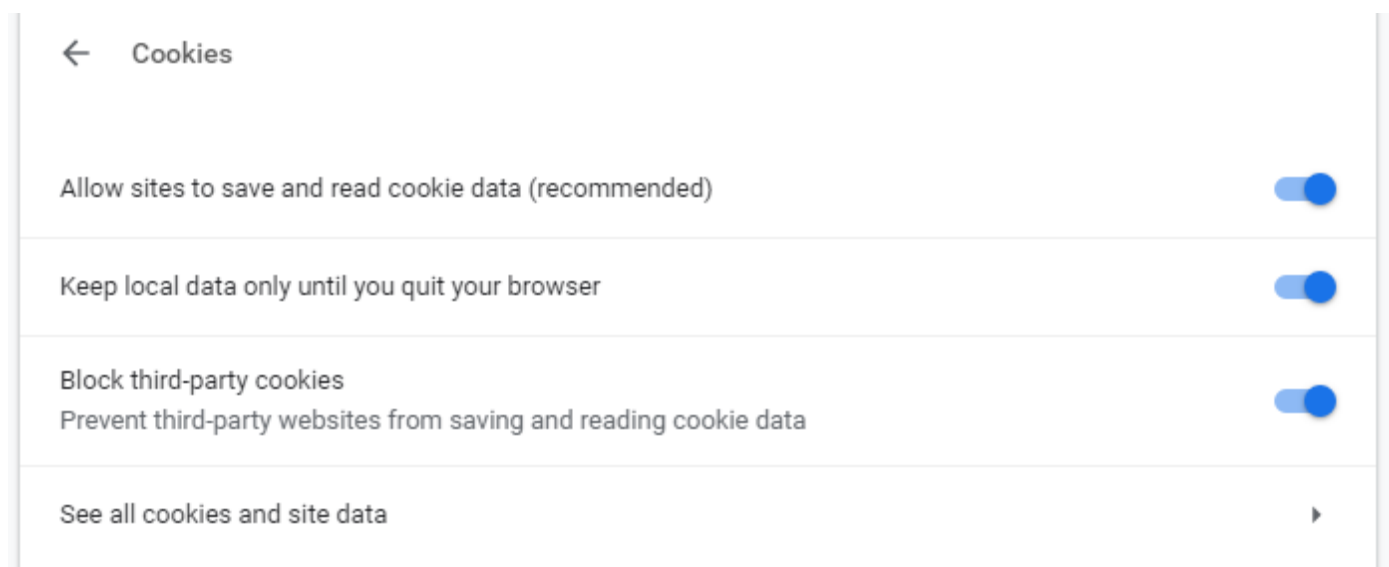 Cookies
Allow sites to save and read cookie data (recommended)
Keep local data only until you quit your browser
Block third-party cookies
Prevent third-party websites from saving and reading cookie data
See all cookies and site data